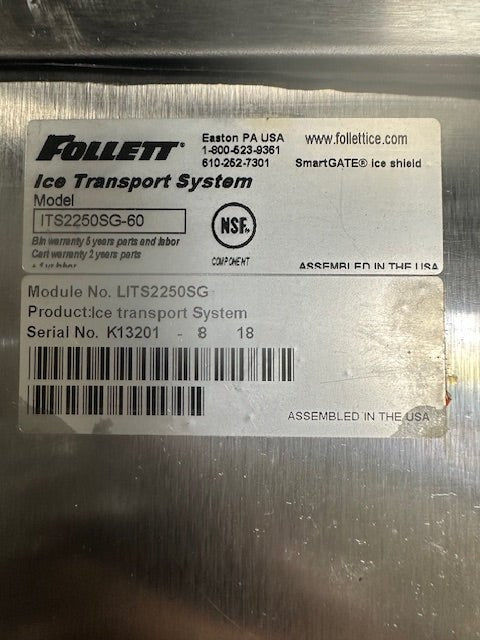 FOLLETT®
Easton PA USA
1-800-523-9361
610-252-7301
www.follettice.com
SmartGATE® ice shield
Ice Transport System
Model
ITS2250SG-60
NSF®
COMPONENT
Bin warranty 5 years parts and labor
Cart warranty 2 years parts
ASSEMBLED IN THE USA
Module No. LITS2250SG
Product:Ice transport System
Serial No. K13201 - 8 18
ASSEMBLED IN THE USA